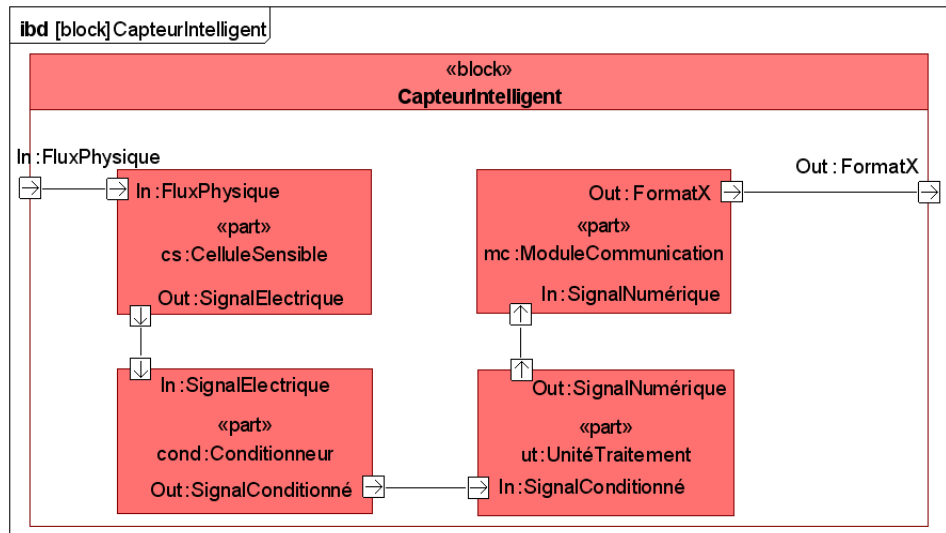 ibd [block] CapteurIntelligent
«block»
CapteurIntelligent
In :FluxPhysique
In :FluxPhysique
«part»
cs :CelluleSensible
Out :SignalElectrique
In :SignalElectrique
«part»
cond :Conditionneur
Out :SignalConditionné
Out : FormatX
Out : FormatX
«part»
mc :ModuleCommunication
In :SignalNumérique
Out :SignalNumérique
«part»
ut :UnitéTraitement
In :SignalConditionné